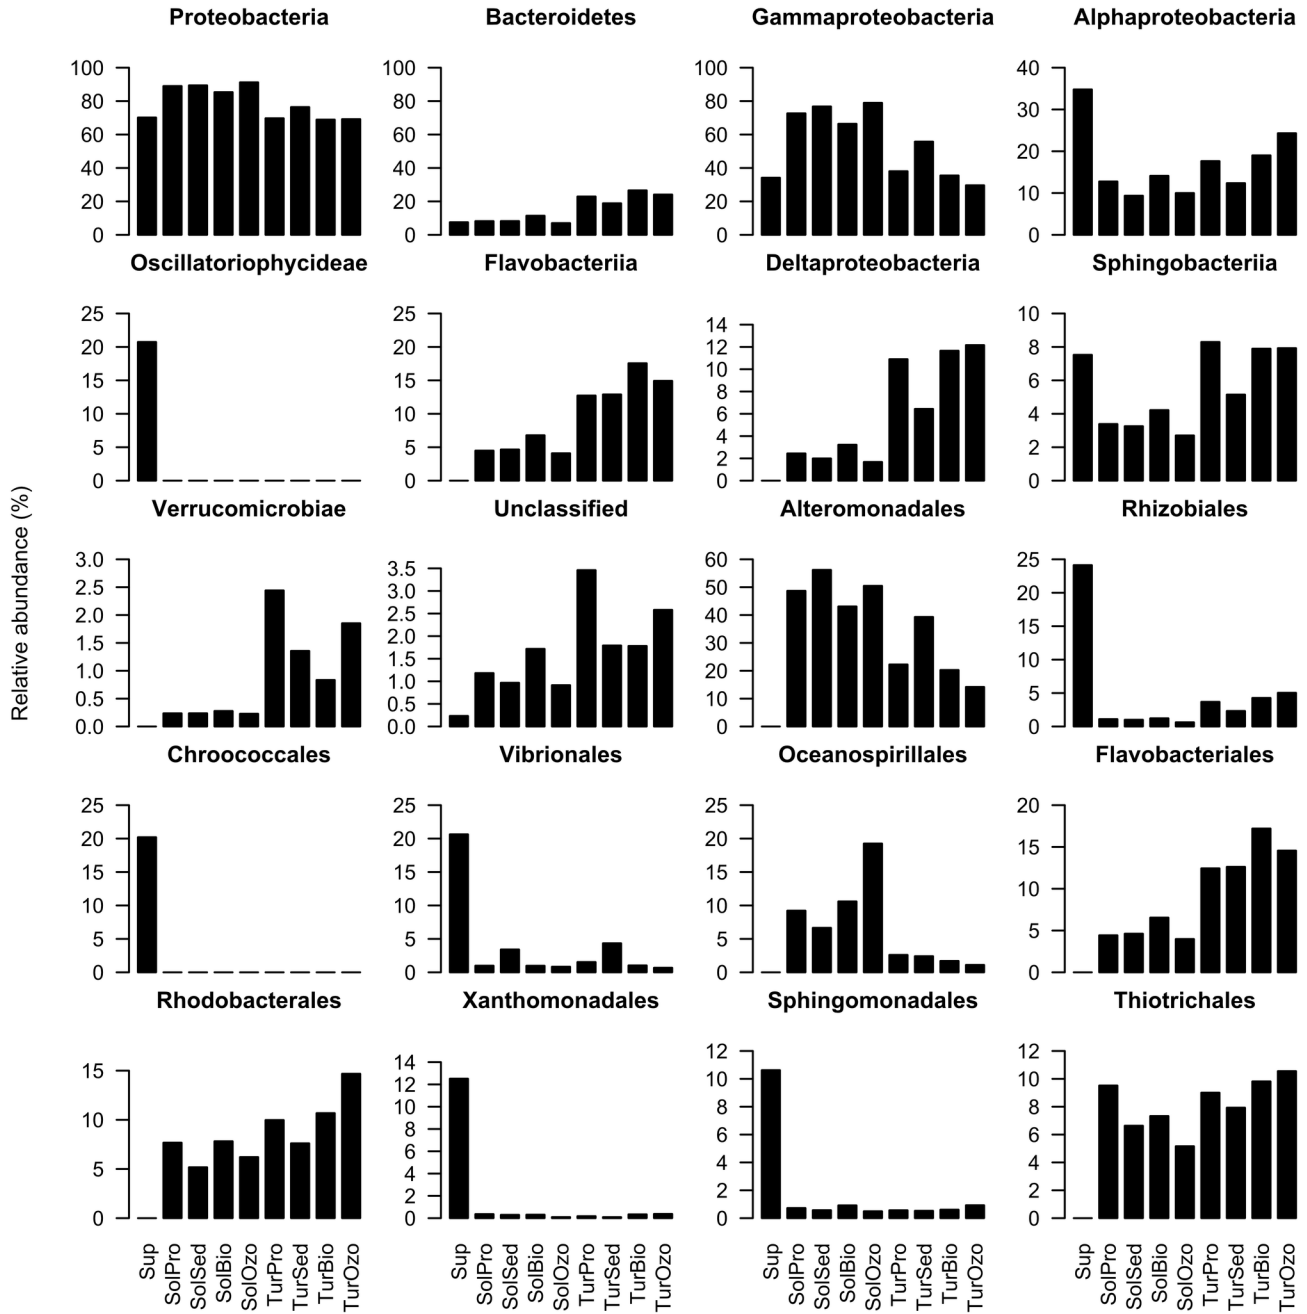 Proteobacteria
Bacteroidetes
Gammaproteobacteria
Alphaproteobacteria
100
80
60
40
20
0
100
80
60
40
20
0
100
80
60
40
20
0
40
30
20
10
0
Oscillatoriophycideae
Flavobacteriia
Deltaproteobacteria
Sphingobacteriia
25
20
15
10
5
0
25
20
15
10
5
0
14
12
10
8
6
4
2
0
10
8
6
4
2
0
Relative abundance (%)
Verrucomicrobiae
Unclassified
Alteromonadales
Rhizobiales
3.0
2.5
2.0
1.5
1.0
0.5
0.0
3.5
3.0
2.5
2.0
1.5
1.0
0.5
0.0
60
50
40
30
20
10
0
25
20
15
10
5
0
Chroococcales
Vibrionales
Oceanospirillales
Flavobacteriales
25
20
15
10
5
0
25
20
15
10
5
0
25
20
15
10
5
0
20
15
10
5
0
Rhodobacterales
Xanthomonadales
Sphingomonadales
Thiotrichales
15
10
5
0
14
12
10
8
6
4
2
0
12
10
8
6
4
2
0
12
10
8
6
4
2
0
Sup
SolPro
SolSed
SolBio
SolOzo
TurPro
TurSed
TurBio
TurOzo
Sup
SolPro
SolSed
SolBio
SolOzo
TurPro
TurSed
TurBio
TurOzo
Sup
SolPro
SolSed
SolBio
SolOzo
TurPro
TurSed
TurBio
TurOzo
Sup
SolPro
SolSed
SolBio
SolOzo
TurPro
TurSed
TurBio
TurOzo